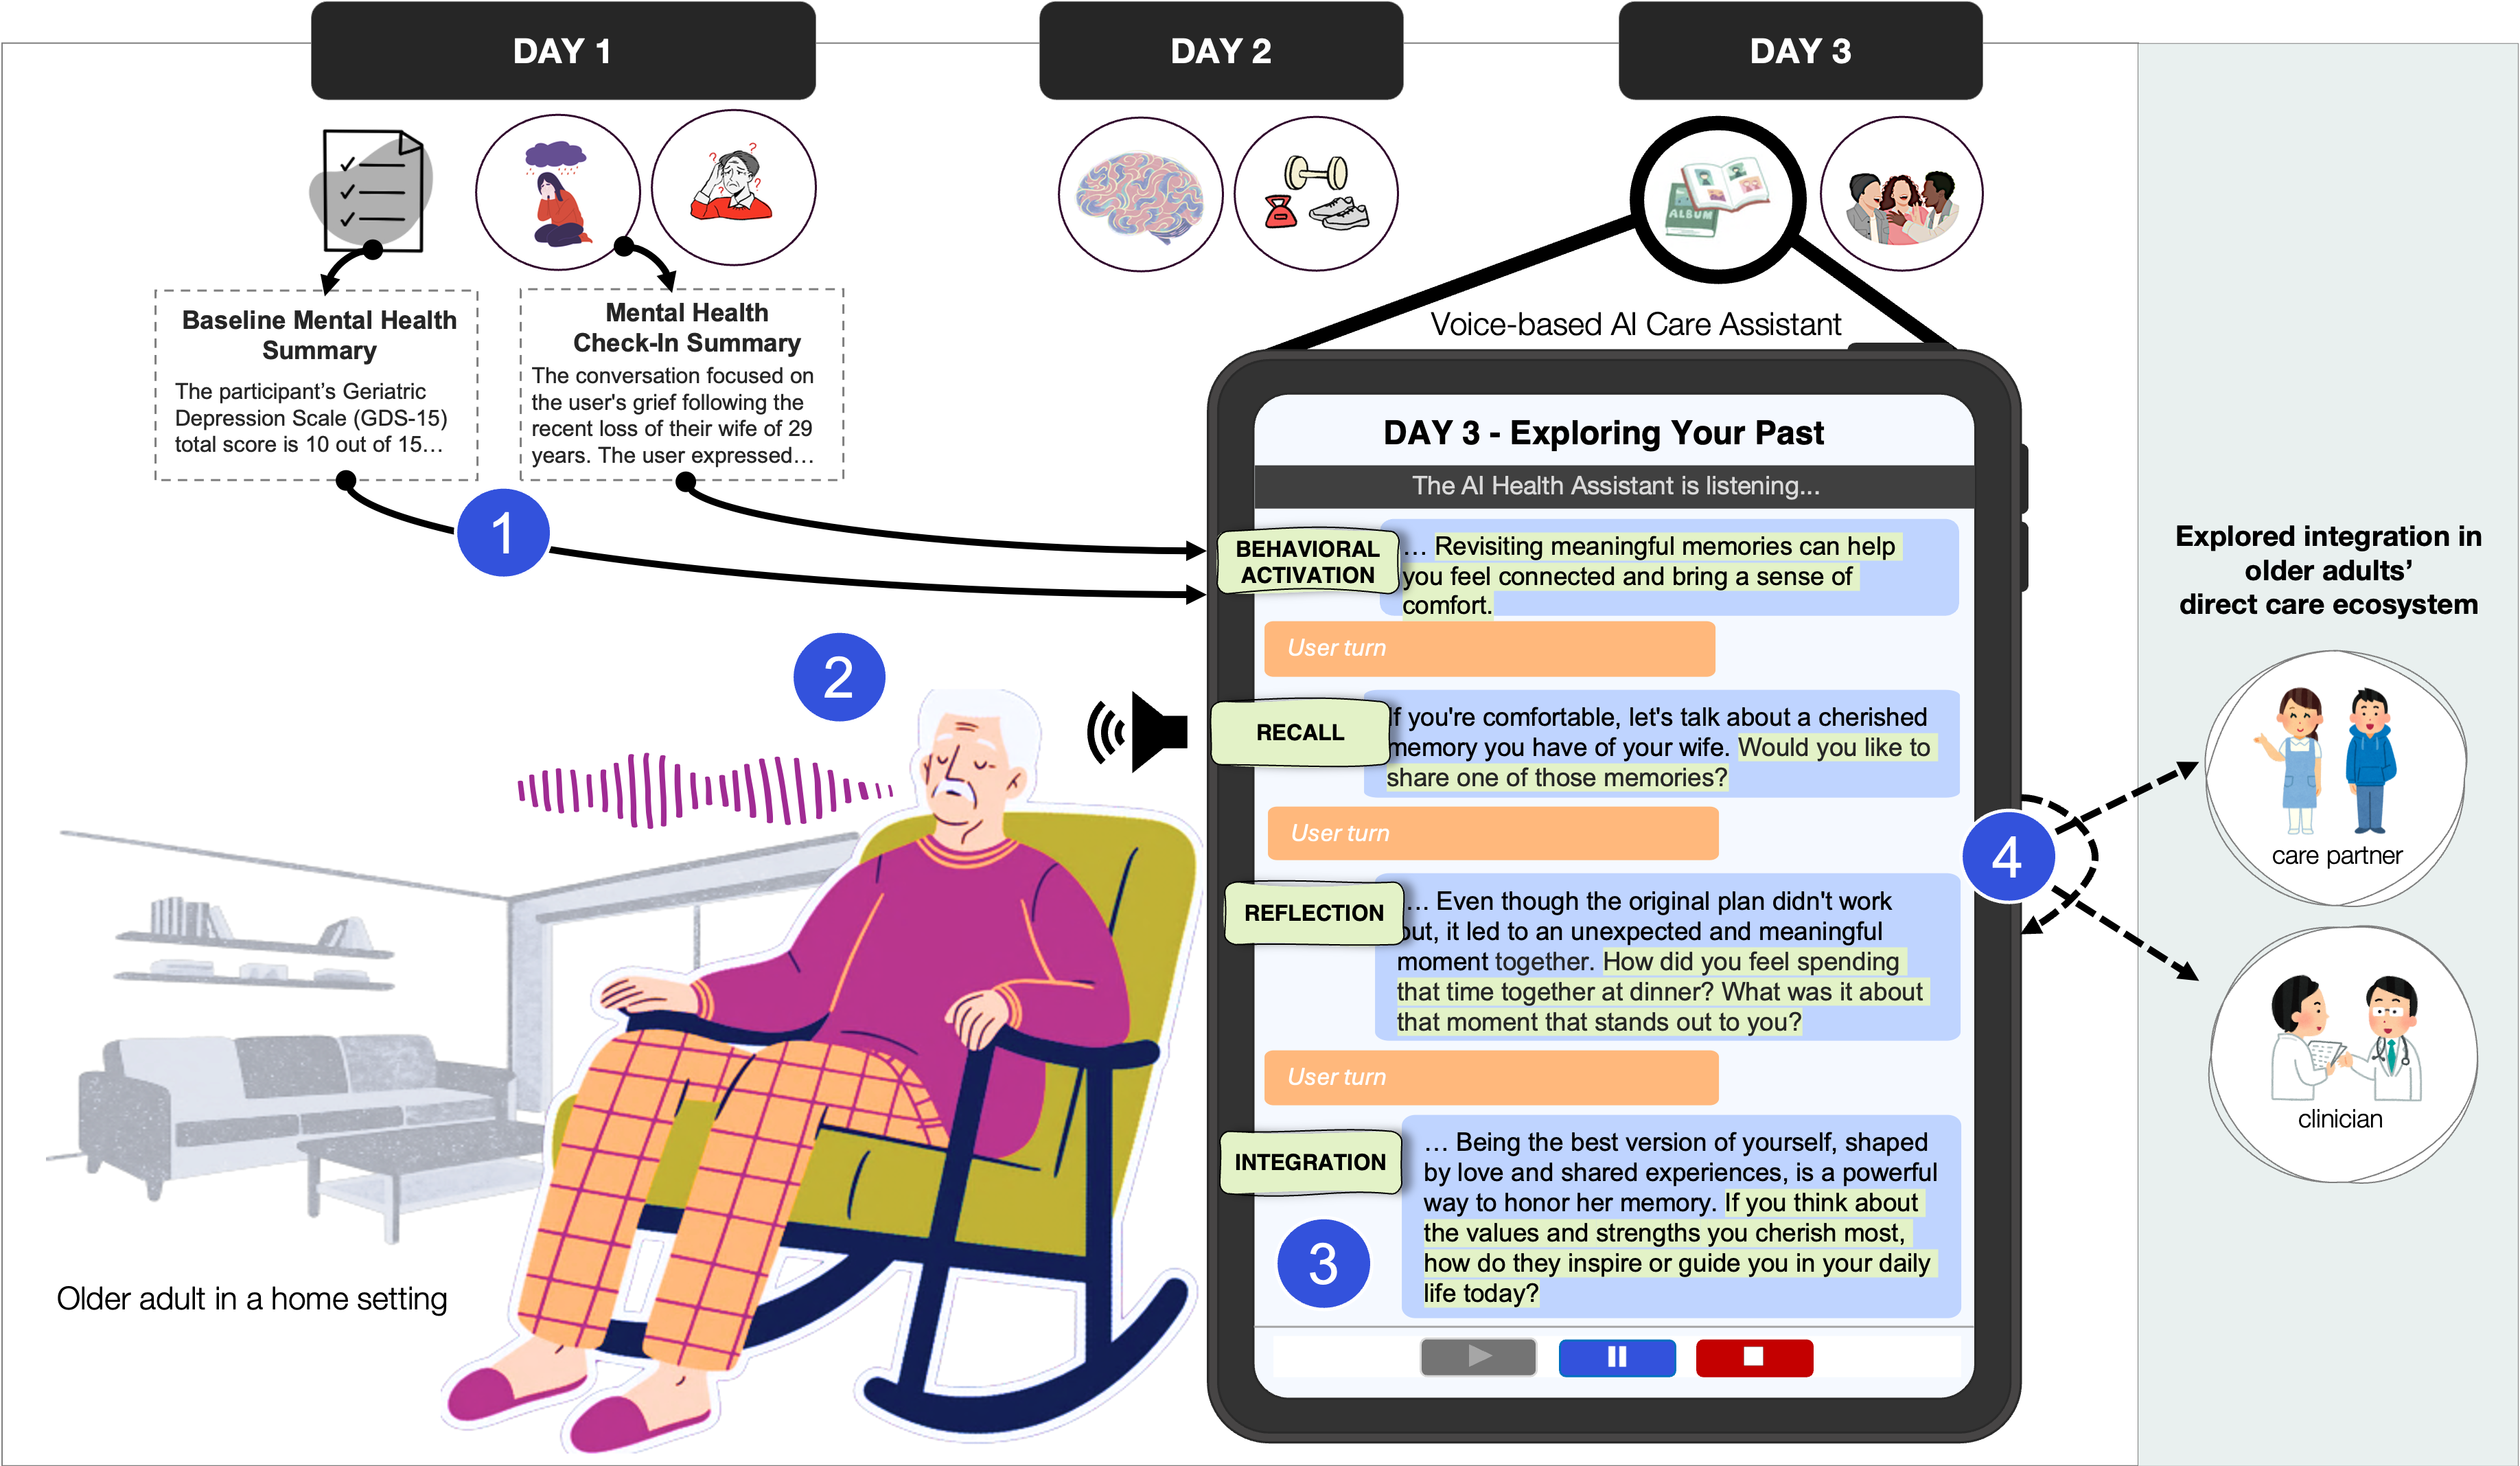 DAY 1
DAY 2
DAY 3
ALBUM
Baseline Mental Health
Summary
The participant's Geriatric
Depression Scale (GDS-15)
total score is 10 out of 15...
Mental Health
Check-In Summary
The conversation focused on
the user's grief following the
recent loss of their wife of 29
years. The user expressed...
1
2
Older adult in a home setting
Voice-based AI Care Assistant
DAY 3 - Exploring Your Past
The AI Health Assistant is listening...
BEHAVIORAL
ACTIVATION
... Revisiting meaningful memories can help
you feel connected and bring a sense of
comfort.
User turn
RECALL
If you're comfortable, let's talk about a cherished
memory you have of your wife. Would you like to
share one of those memories?
User turn
REFLECTION
... Even though the original plan didn't work
out, it led to an unexpected and meaningful
moment together. How did you feel spending
that time together at dinner? What was it about
that moment that stands out to you?
User turn
INTEGRATION
... Being the best version of yourself, shaped
by love and shared experiences, is a powerful
way to honor her memory. If you think about
the values and strengths you cherish most,
how do they inspire or guide you in your daily
life today?
3
4
Explored integration in
older adults'
direct care ecosystem
care partner
clinician